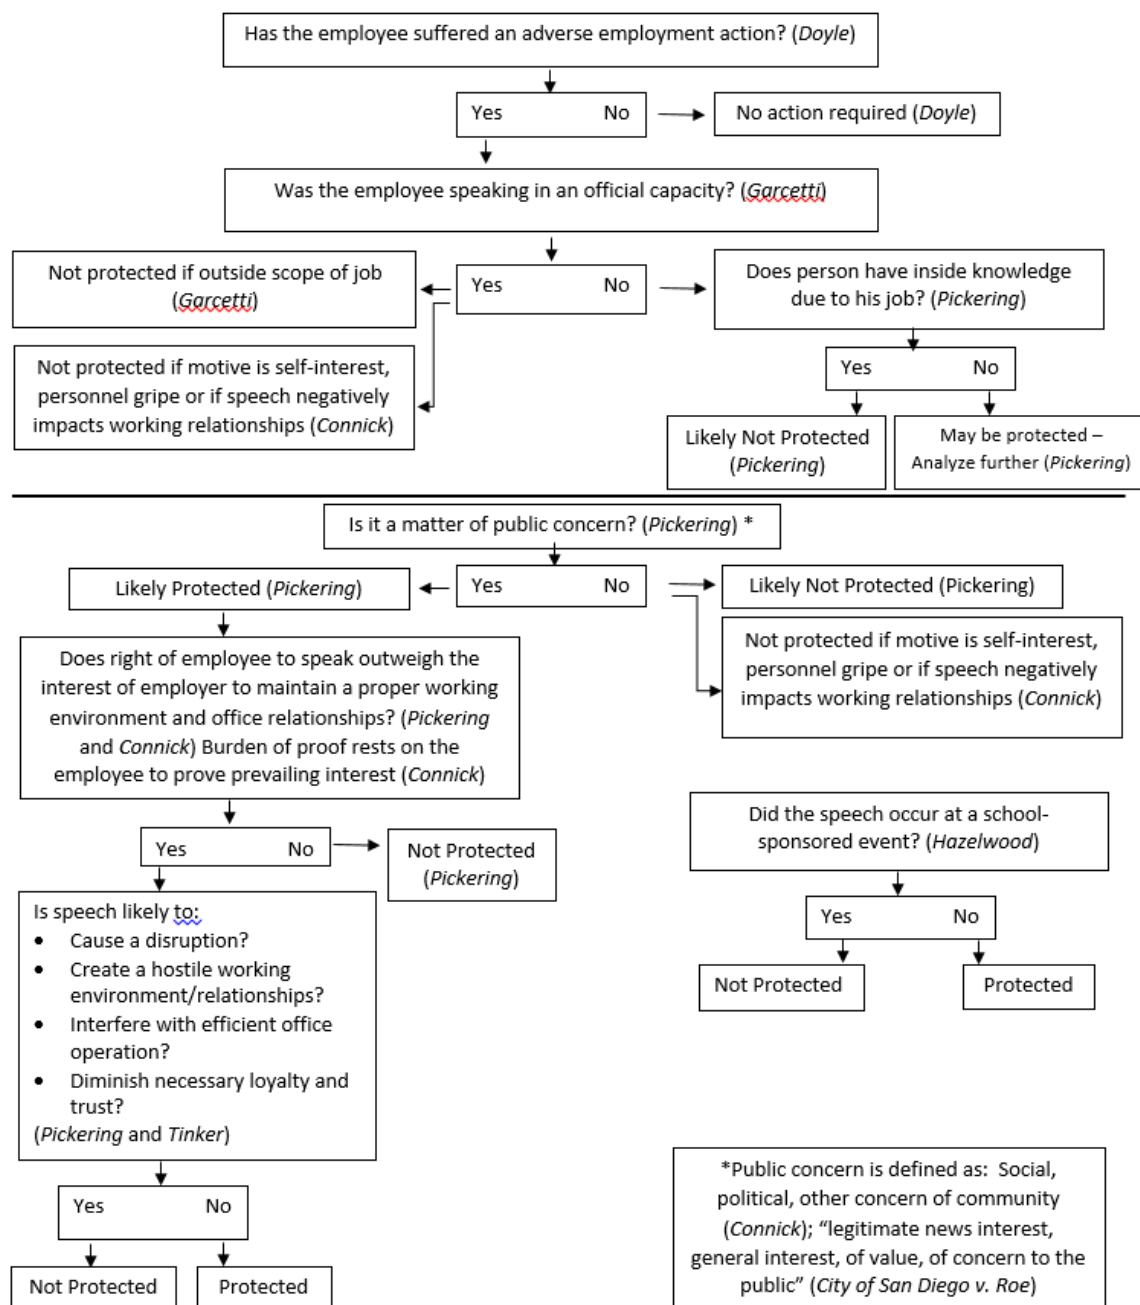 Has the employee suffered an adverse employment action? (Doyle)
Yes No
No action required (Doyle)
Was the employee speaking in an official capacity? (Garcetti)
Not protected if outside scope of job
(Garcetti)
Yes No
Does person have inside knowledge
due to his job? (Pickering)
Not protected if motive is self-interest,
personnel gripe or if speech negatively
impacts working relationships (Connick)
Yes No
Likely Not Protected
(Pickering)
May be protected –
Analyze further (Pickering)
Is it a matter of public concern? (Pickering) *
Likely Protected (Pickering)
Yes No
Likely Not Protected (Pickering)
Not protected if motive is self-interest,
personnel gripe or if speech negatively
impacts working relationships (Connick)
Does right of employee to speak outweigh the
interest of employer to maintain a proper working
environment and office relationships? (Pickering
and Connick) Burden of proof rests on the
employee to prove prevailing interest (Connick)
Yes No
Not Protected
(Pickering)
Did the speech occur at a school-
sponsored event? (Hazelwood)
Yes No
Not Protected
Protected
Is speech likely to:
• Cause a disruption?
• Create a hostile working
environment/relationships?
• Interfere with efficient office
operation?
• Diminish necessary loyalty and
trust?
(Pickering and Tinker)
Yes No
Not Protected
Protected
*Public concern is defined as: Social,
political, other concern of community
(Connick); “legitimate news interest,
general interest, of value, of concern to the
public” (City of San Diego v. Roe)